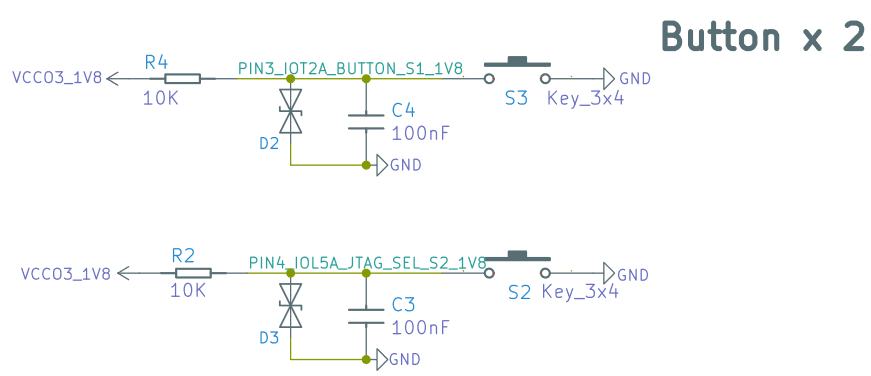 Button x 2
R4
PIN3_IOT2A_BUTTON_S1_1V8
VCCO3_1V8
GND
10K
S3
Key_3x4
C4
100nF
D2
GND
R2
PIN4_IOL5A_JTAG_SEL_S2_1V8
VCCO3_1V8
GND
10K
S2
Key_3x4
C3
100nF
D3
GND